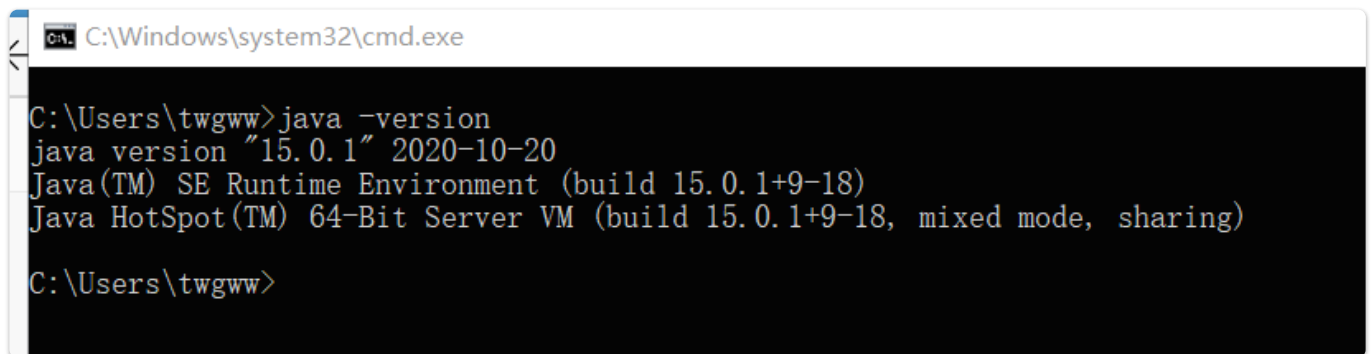 C:\Windows\system32\cmd.exe
C:\Users\twgww>java -version
java version "15.0.1" 2020-10-20
Java(TM) SE Runtime Environment (build 15.0.1+9-18)
Java HotSpot(TM) 64-Bit Server VM (build 15.0.1+9-18, mixed mode, sharing)
C:\Users\twgww>